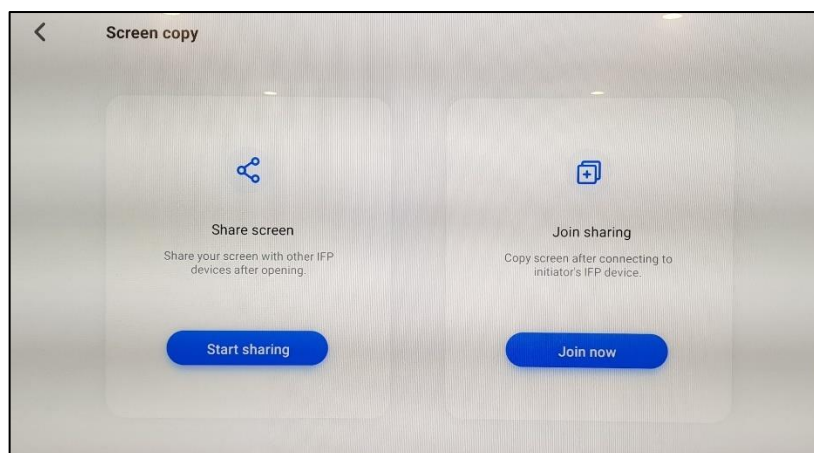 Screen copy
Share screen
Share your screen with other IFP
devices after opening.
Start sharing
Join sharing
Copy screen after connecting to
initiator's IFP device.
Join now